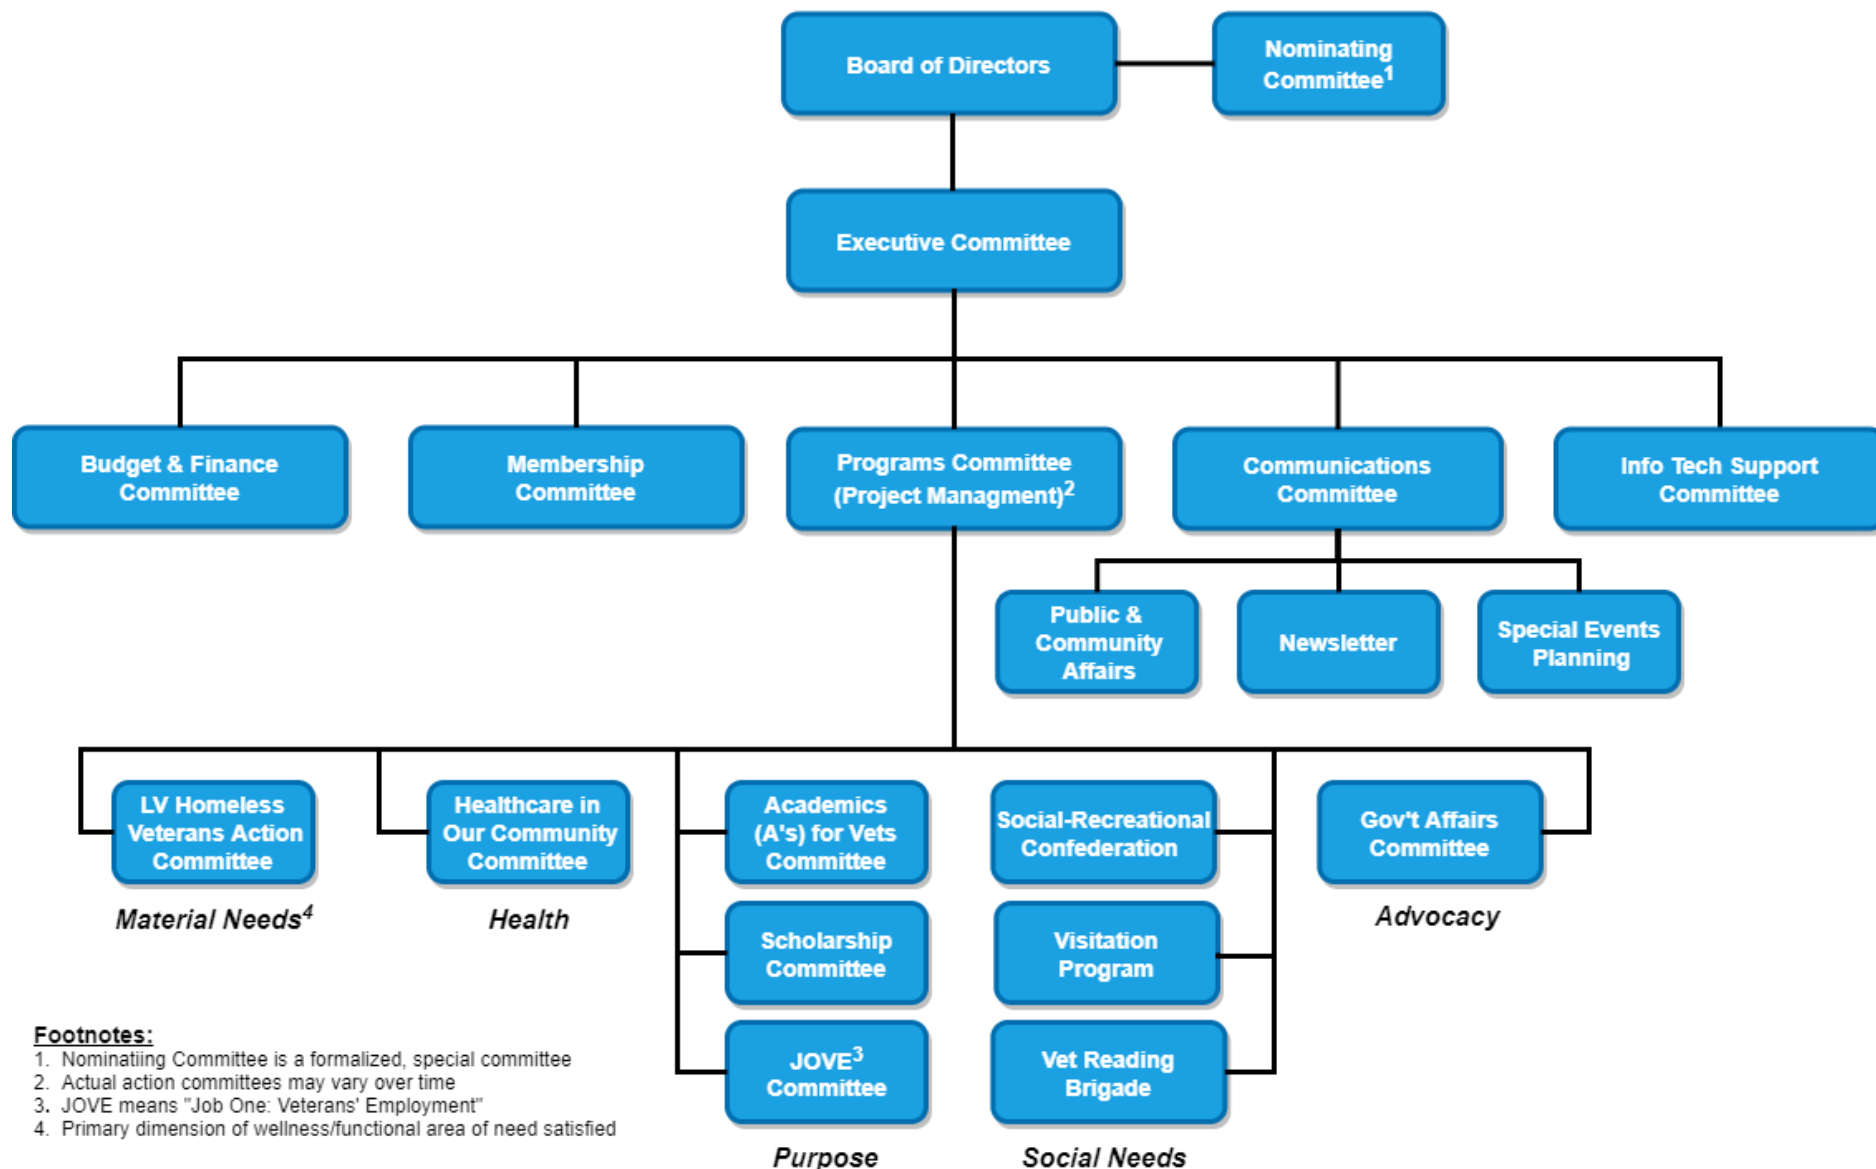 Board of Directors
Nominating
Committee1
Executive Committee
Budget & Finance
Committee
Membership
Committee
Programs Committee
(Project Managment)2
Communications
Committee
Info Tech Support
Committee
Public &
Community
Affairs
Newsletter
Special Events
Planning
LV Homeless
Veterans Action
Committee
Material Needs4
Healthcare in
Our Community
Committee
Health
Academics
(A's) for Vets
Committee
Scholarship
Committee
JOVE3
Committee
Purpose
Social-Recreational
Confederation
Visitation
Program
Vet Reading
Brigade
Social Needs
Gov't Affairs
Committee
Advocacy
Footnotes:
1. Nominatiing Committee is a formalized, special committee
2. Actual action committees may vary over time
3. JOVE means "Job One: Veterans' Employment"
4. Primary dimension of wellness/functional area of need satisfied